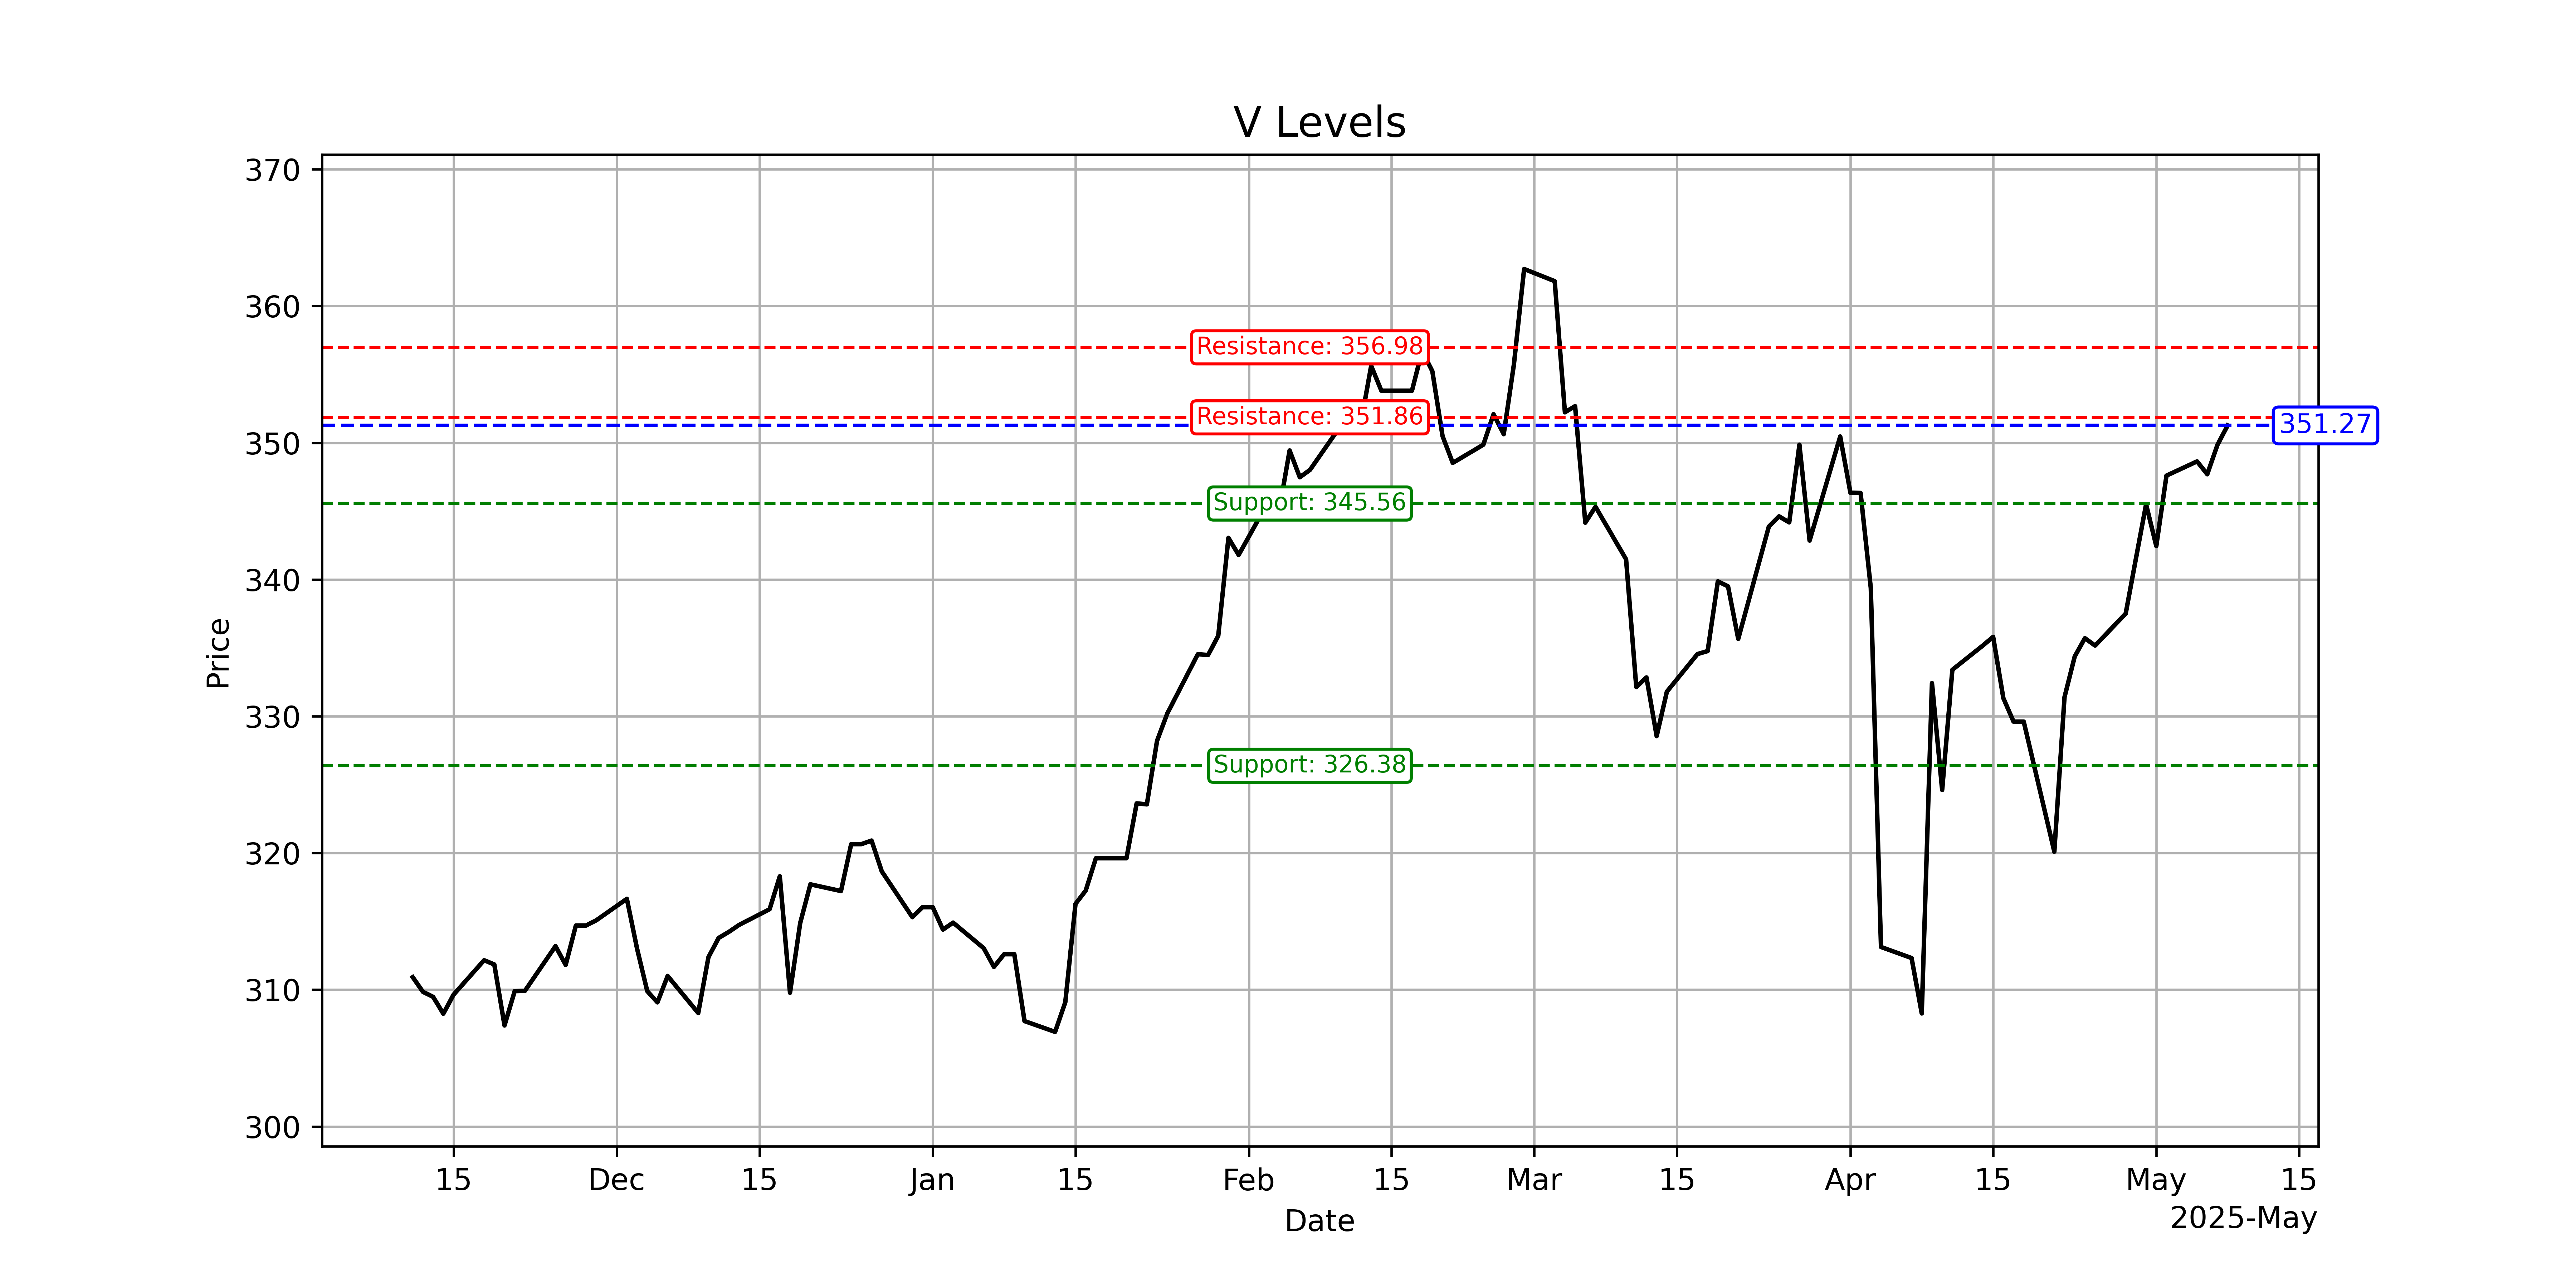 V Levels
370
360
350
340
330
320
310
300
Price
Resistance: 356.98
Resistance: 351.86
351.27
Support: 345.56
Support: 326.38
15 Dec 15 Jan 15 Feb 15 Mar 15 Apr 15 May 15
Date
2025-May